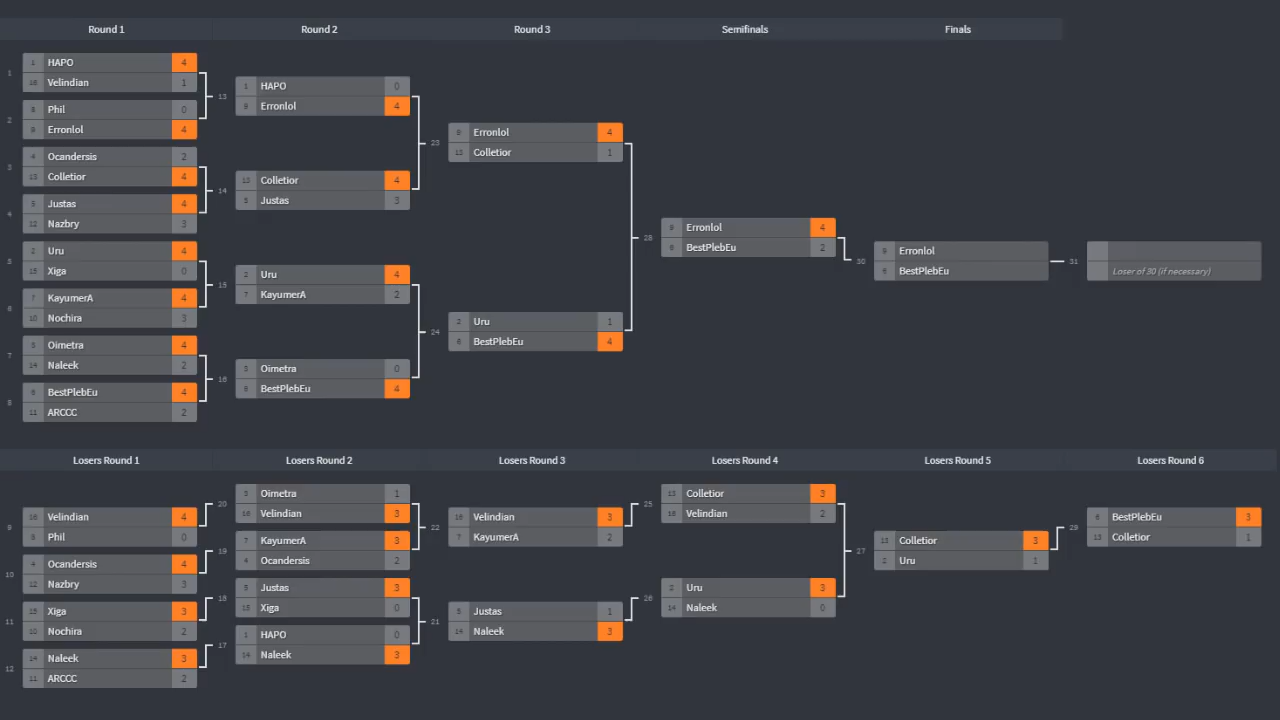 Round 1 Round 2 Round 3 Semifinals Finals
1 1 HAPO 4
16 Velindian 1
2 8 Phil 0
9 Erronlol 4
3 4 Ocandersis 2
13 Colletior 4
4 5 Justas 4
12 Nazbry 3
5 2 Uru 4
15 Xiga 0
6 7 KayumerA 4
10 Nochira 3
7 3 Oimetra 4
14 Naleek 2
8 6 BestPlebEu 4
11 ARCCC 2
13 1 HAPO 0
9 Erronlol 4
14 13 Colletior 4
5 Justas 3
15 2 Uru 4
7 KayumerA 2
16 3 Oimetra 0
6 BestPlebEu 4
23 9 Erronlol 4
13 Colletior 1
24 2 Uru 1
6 BestPlebEu 4
28 9 Erronlol 4
6 BestPlebEu 2
30 9 Erronlol
6 BestPlebEu
31
Loser of 30 (if necessary)
Losers Round 1 Losers Round 2 Losers Round 3 Losers Round 4 Losers Round 5 Losers Round 6
9 16 Velindian 4
8 Phil 0
10 4 Ocandersis 4
12 Nazbry 3
11 15 Xiga 3
10 Nochira 2
12 14 Naleek 3
11 ARCCC 2
20 3 Oimetra 1
16 Velindian 3
19 7 KayumerA 3
4 Ocandersis 2
18 5 Justas 3
15 Xiga 0
17 1 HAPO 0
14 Naleek 3
22 16 Velindian 3
7 KayumerA 2
21 5 Justas 1
14 Naleek 3
25 13 Colletior 3
16 Velindian 2
26 2 Uru 3
14 Naleek 0
27 13 Colletior 3
2 Uru 1
29 6 BestPlebEu 3
13 Colletior 1